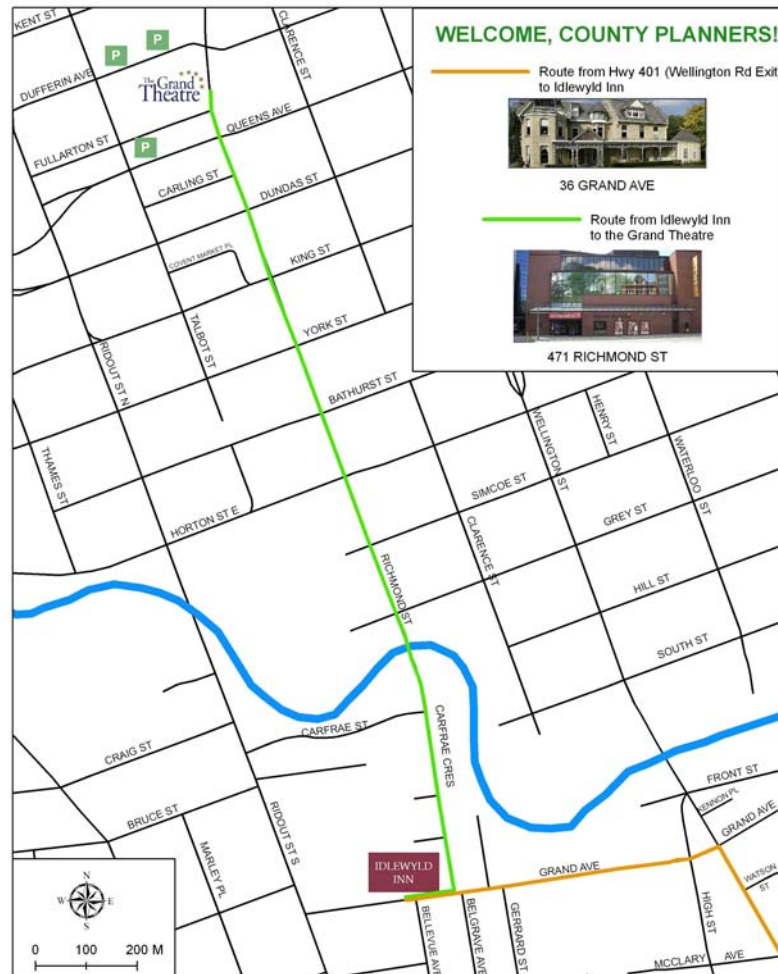 WELCOME, COUNTY PLANNERS!
Route from Hwy 401 (Wellington Rd Exit)
to Idlewyld Inn
36 GRAND AVE
Route from Idlewyld Inn
to the Grand Theatre
471 RICHMOND ST
KENT ST
P
P
CLARENCE ST
DUFFERIN AVE
The Grand
Theatre
QUEENS AVE
FULLARTON ST
P
CARLING ST
DUNDAS ST
COVENT MARKET PL
KING ST
YORK ST
TALBOT ST
RIDOUT ST N
BATHURST ST
THAMES ST
WELLINGTON ST
HENRY ST
WATERLOO ST
SIMCOE ST
HORTON ST E
CLARENCE ST
GREY ST
RICHMOND ST
HILL ST
SOUTH ST
CARFRAE ST
CARFRAE CRES
CRAIG ST
FRONT ST
KENNON PL
BRUCE ST
RIDOUT ST S
GRAND AVE
MARLEY PL
IDLEWYLD
INN
GRAND AVE
WATSON ST
HIGH ST
BELLEVUE AVE
BELGRAVE AVE
GERRARD ST
MCCLARY AVE
N
W E
S
0 100 200 M